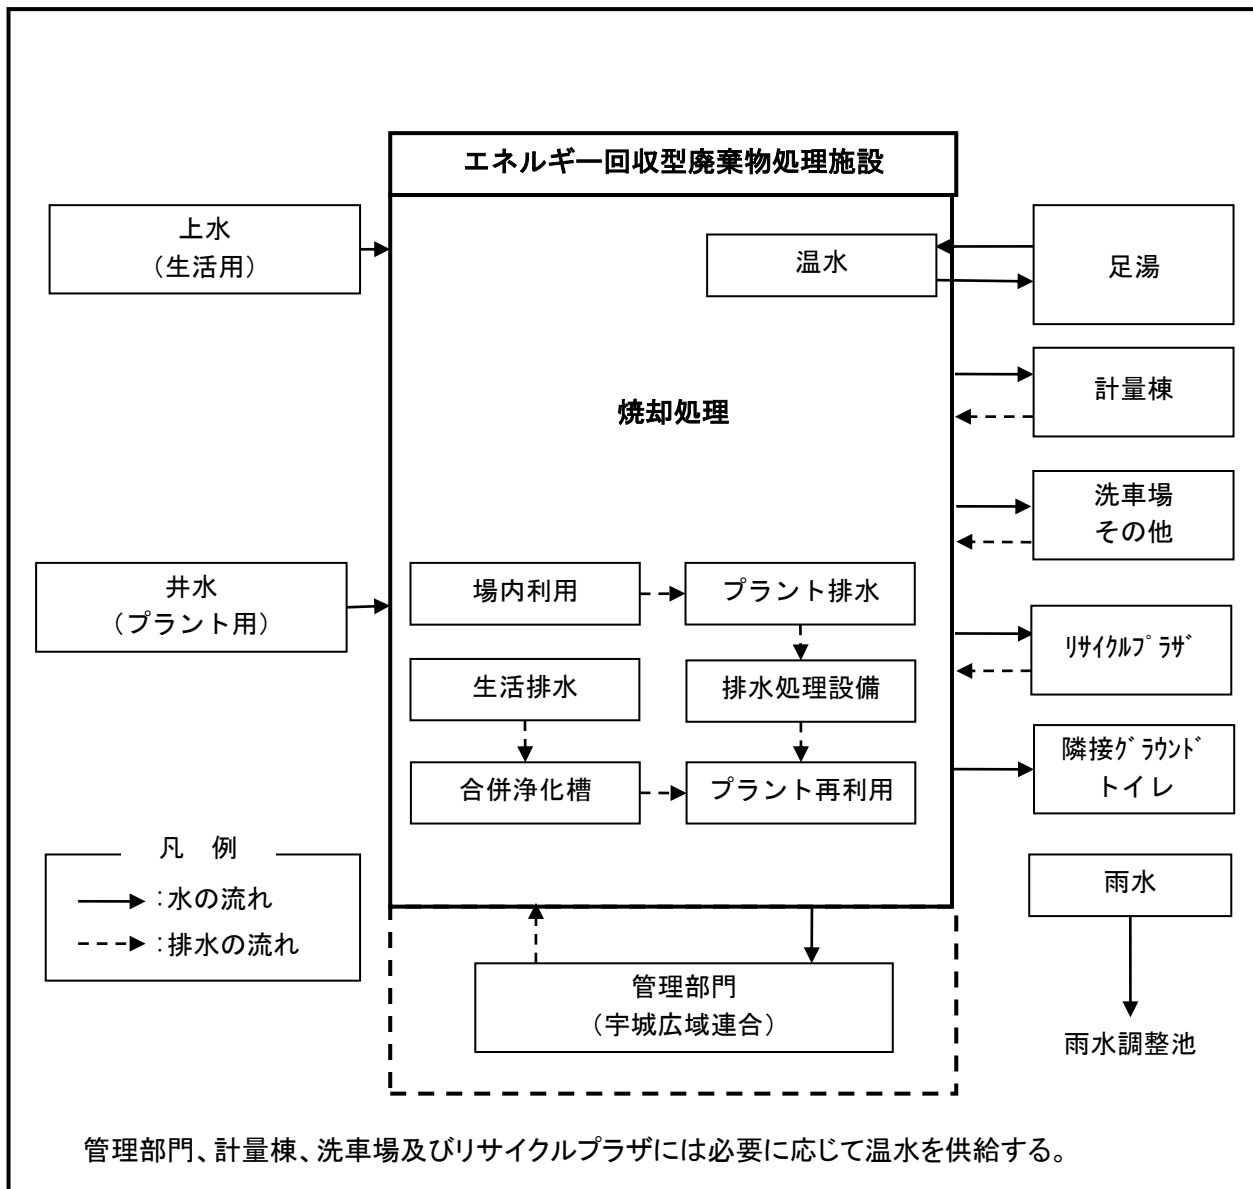 エネルギー回収型廃棄物処理施設
上水
（生活用）
温水
足湯
計量棟
焼却処理
洗車場
その他
井水
（プラント用）
場内利用
プラント排水
ﾘｻｲｸﾙﾌﾟﾗｻﾞ
生活排水
排水処理設備
隣接ｸﾞﾗｳﾝﾄﾞ
トイレ
合併浄化槽
プラント再利用
凡　例
：水の流れ
：排水の流れ
雨水
管理部門
（宇城広域連合）
雨水調整池
管理部門、計量棟、洗車場及びリサイクルプラザには必要に応じて温水を供給する。